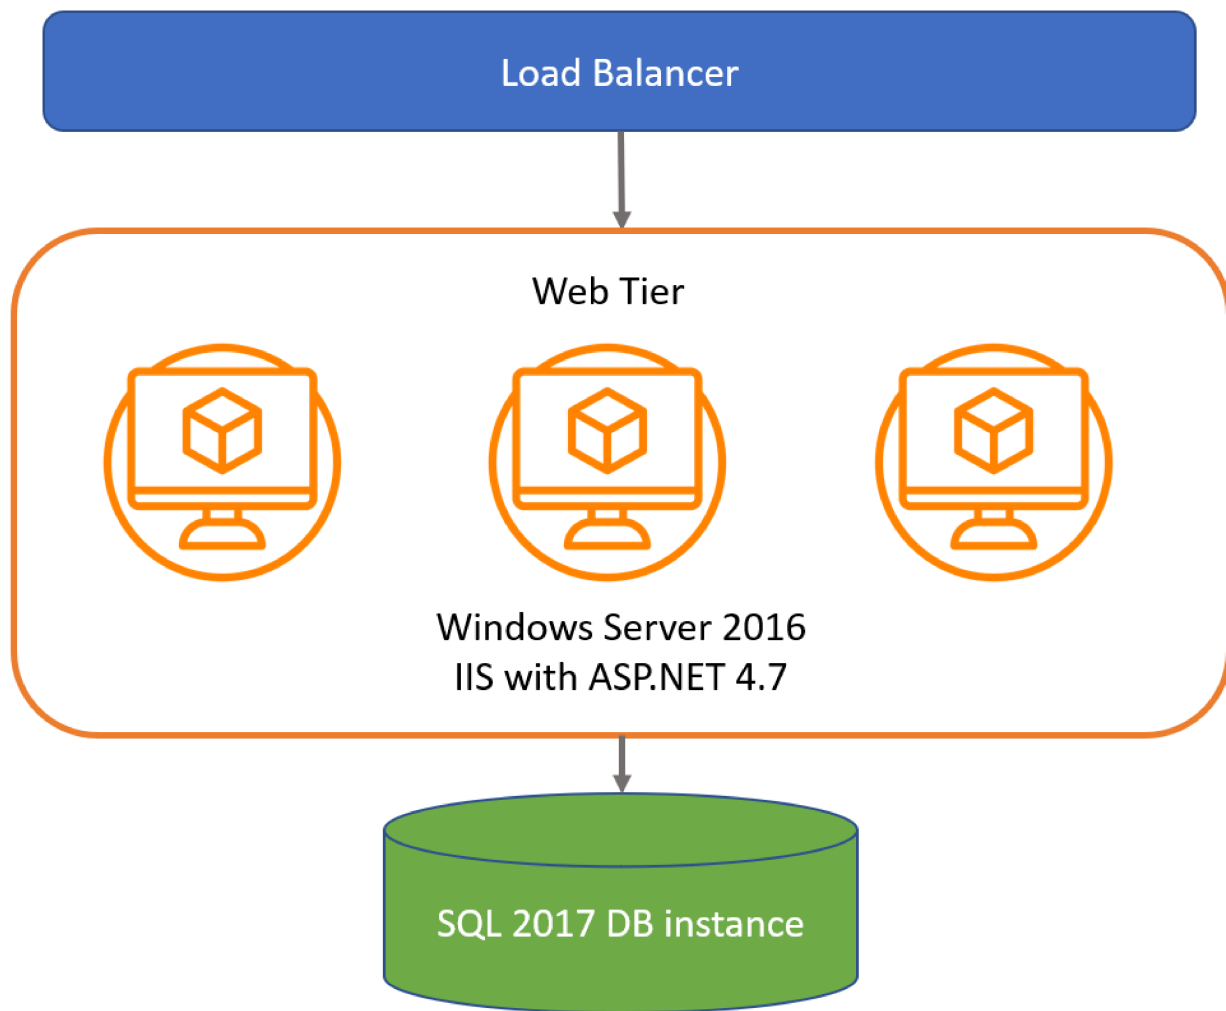 Load Balancer
Web Tier
Windows Server 2016
IIS with ASP.NET 4.7
SQL 2017 DB instance